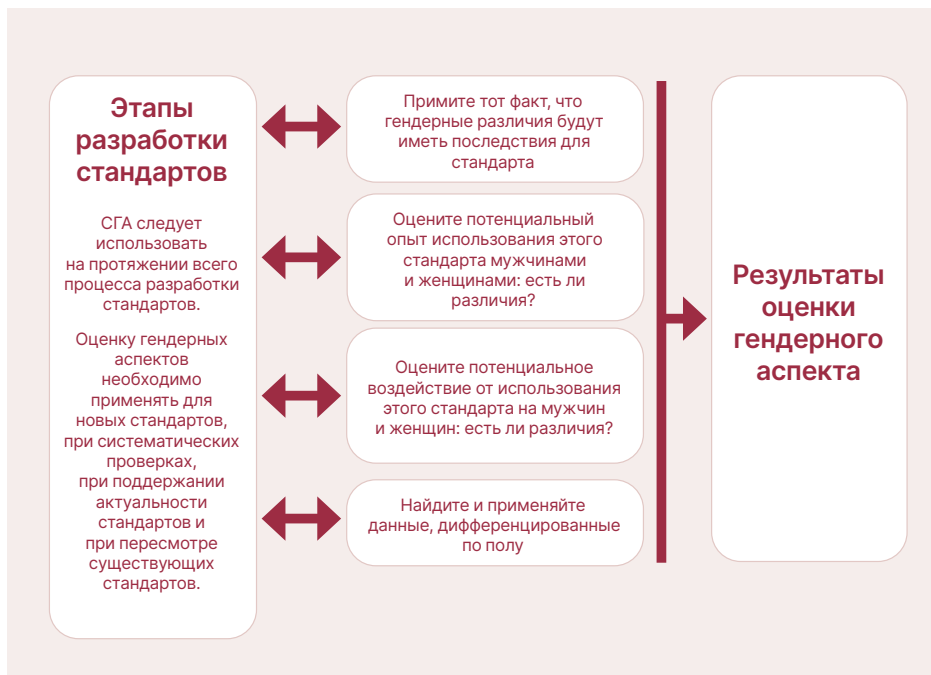 Этапы
разработки
стандартов
СГА следует
использовать
на протяжении всего
процесса разработки
стандартов.
Оценку гендерных
аспектов
необходимо
применять для
новых стандартов,
при систематических
проверках,
при поддержании
актуальности
стандартов и
при пересмотре
существующих
стандартов.
Примите тот факт, что
гендерные различия будут
иметь последствия для
стандарта
Оцените потенциальный
опыт использования этого
стандарта мужчинами
и женщинами: есть ли
различия?
Оцените потенциальное
воздействие от использования
этого стандарта на мужчин
и женщин: есть ли различия?
Найдите и применяйте
данные, дифференцированные
по полу
Результаты
оценки
гендерного
аспекта